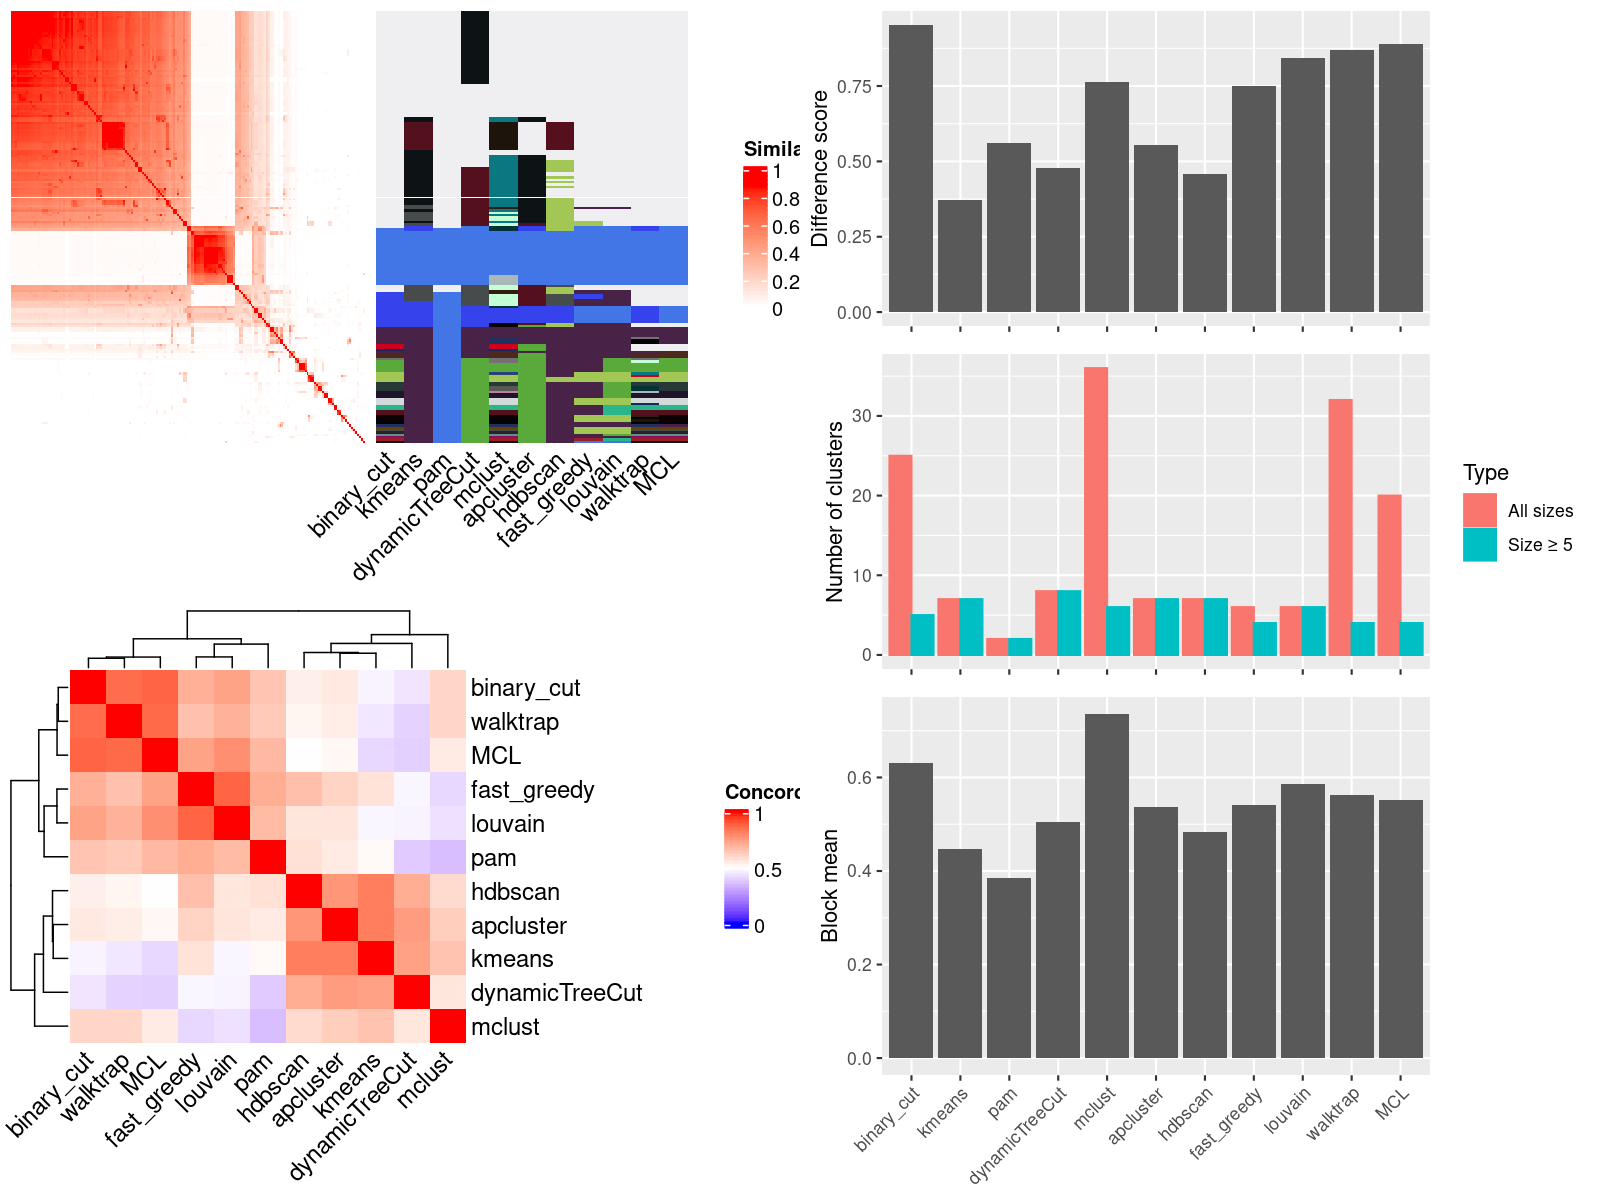 Simila
1
0.8
0.6
0.4
0.2
0
binary_cut
kmeans
pam
dynamicTreeCut
mclust
apcluster
hdbscan
fast_greedy
louvain
walktrap
MCL
binary_cut
walktrap
MCL
fast_greedy
louvain
pam
hdbscan
apcluster
kmeans
dynamicTreeCut
mclust
binary_cut
walktrap
MCL
fast_greedy
louvain
pam
hdbscan
apcluster
kmeans
dynamicTreeCut
mclust
Concord
1
0.5
0
Difference score
0.75
0.50
0.25
0.00
Number of clusters
30
20
10
0
Type
All sizes
Size ≥ 5
Block mean
0.6
0.4
0.2
0.0
binary_cut
kmeans
pam
dynamicTreeCut
mclust
apcluster
hdbscan
fast_greedy
louvain
walktrap
MCL